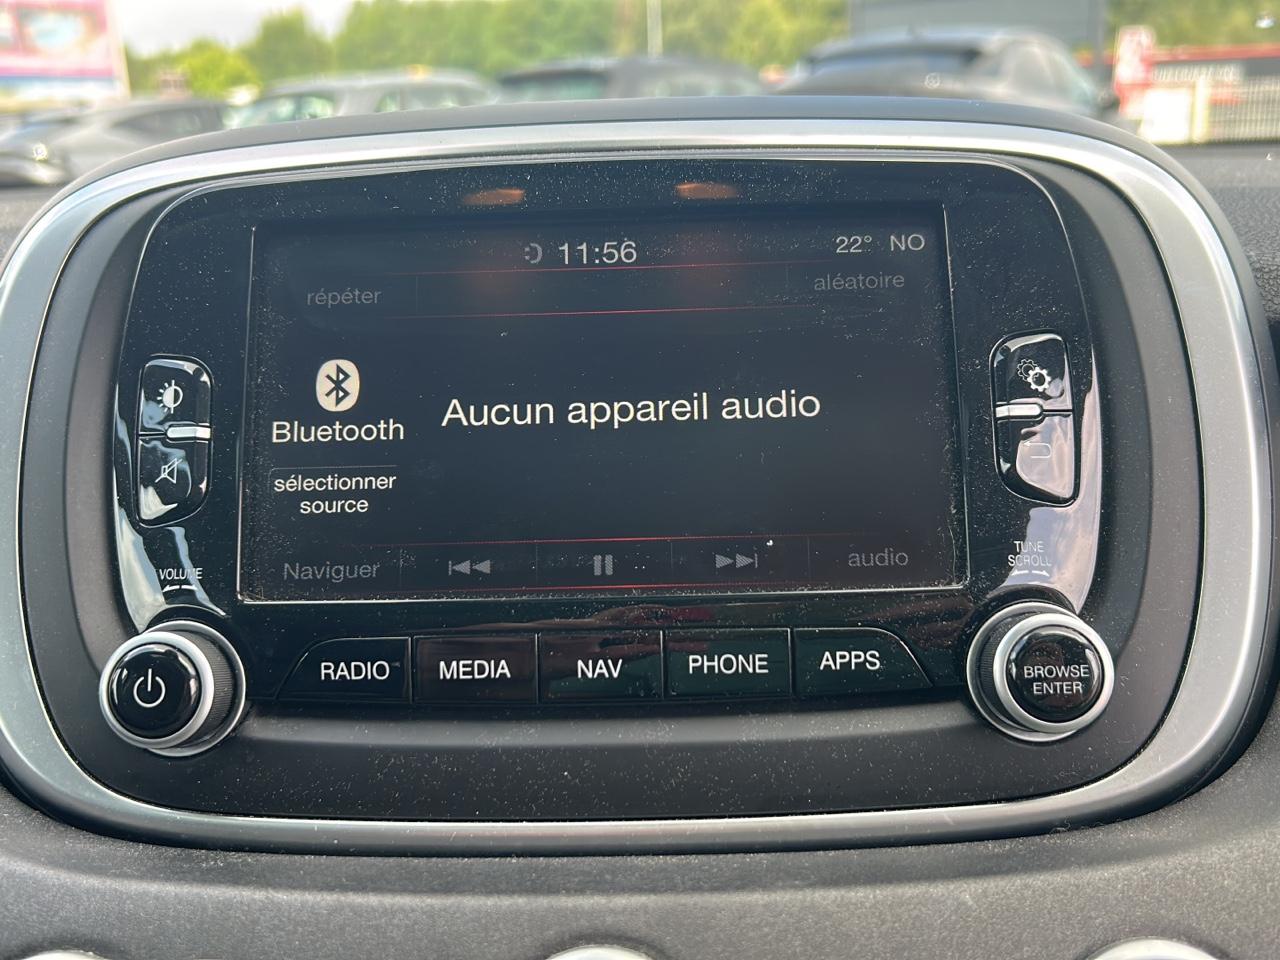 11:56
22° NO
répéter
aléatoire
Bluetooth
Aucun appareil audio
sélectionner
source
Naviguer
audio
VOLUME
TUNE
SCROLL
RADIO
MEDIA
NAV
PHONE
APPS
BROWSE
ENTER